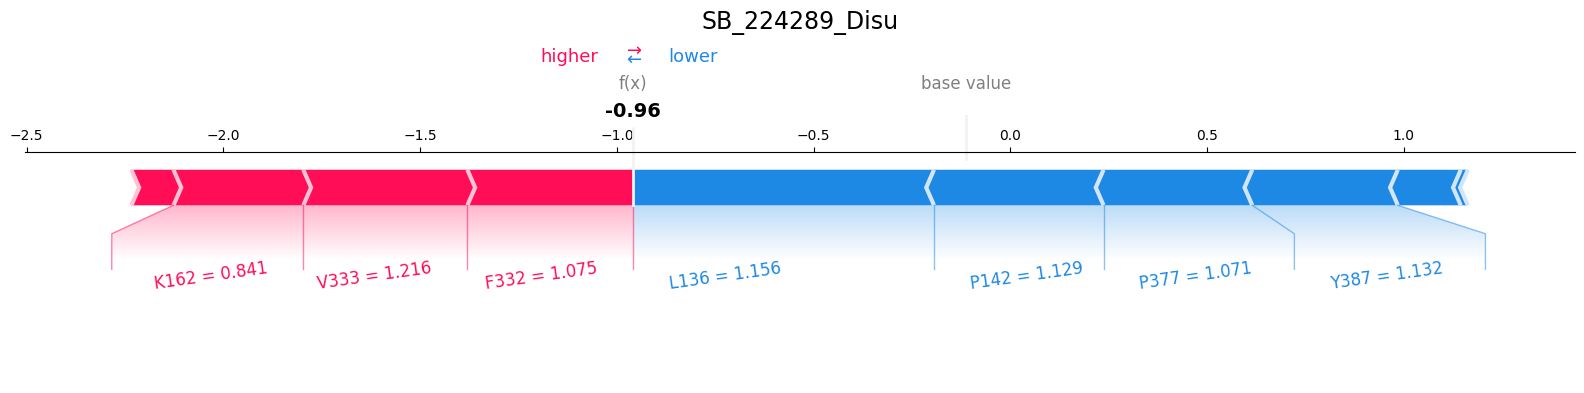 SB_224289_Disu
higher ⇄ lower
f(x) base value
-0.96
−2.5 −2.0 −1.5 −1.0 −0.5 0.0 0.5 1.0
K162 = 0.841 V333 = 1.216 F332 = 1.075 L136 = 1.156 P142 = 1.129 P377 = 1.071 Y387 = 1.132